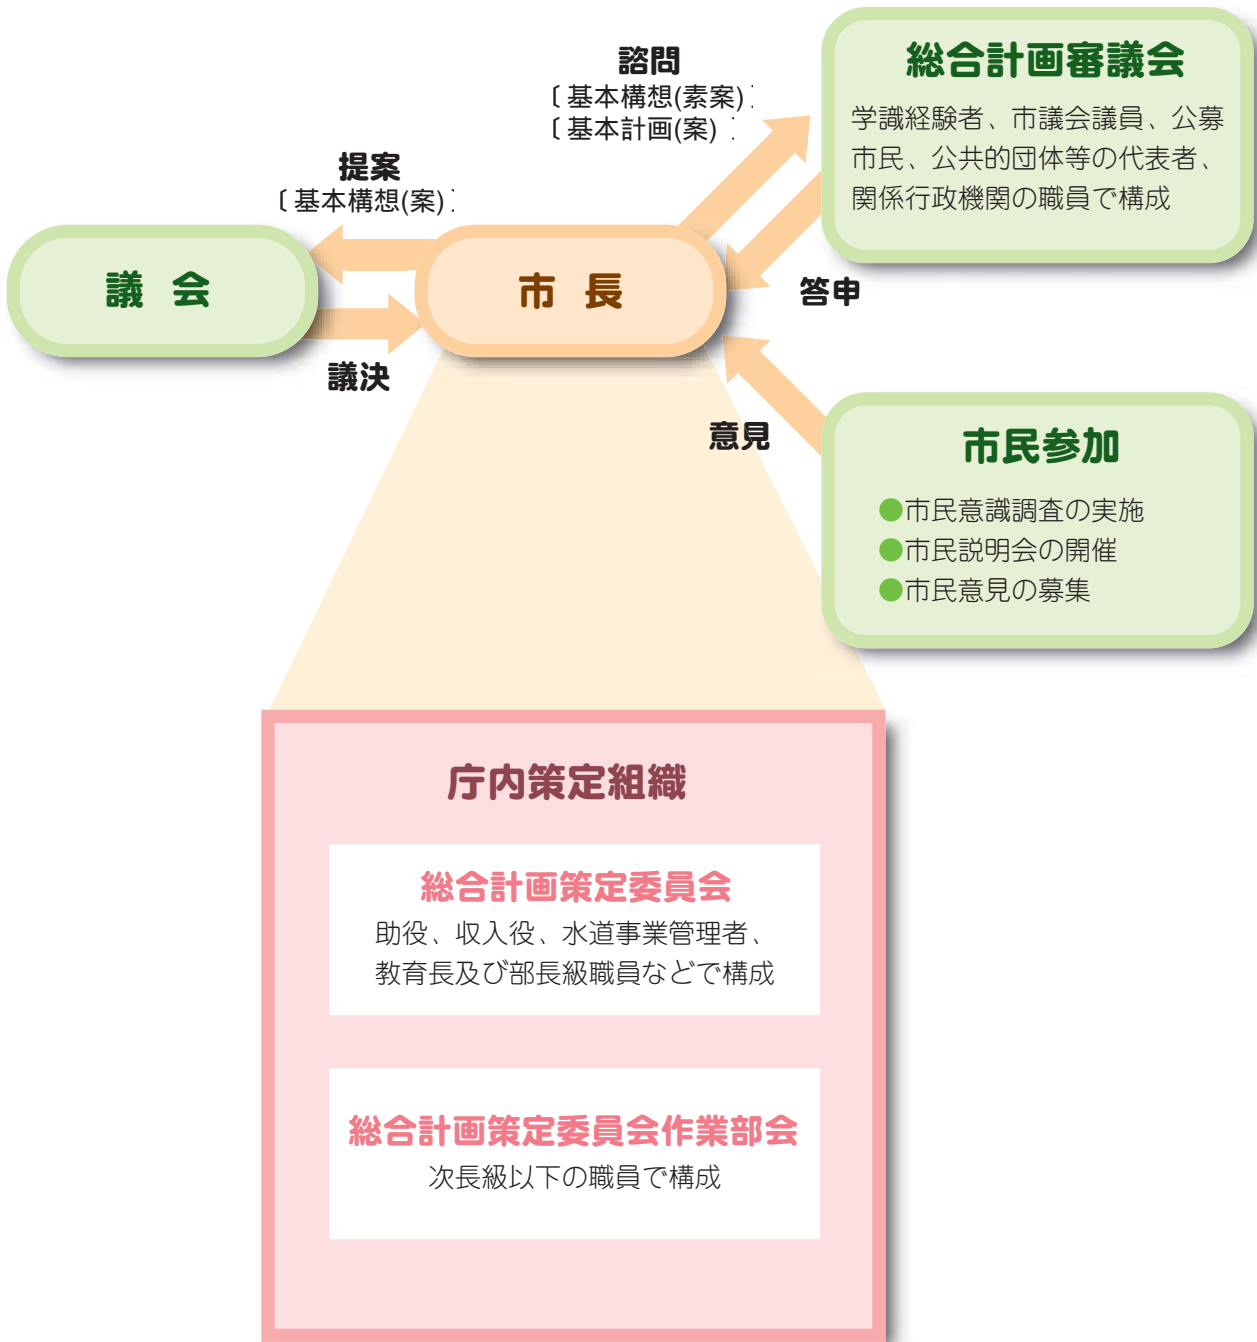 諮問
〔基本構想(素案)〕
〔基本計画(案)〕
総合計画審議会
学識経験者、市議会議員、公募
市民、公共的団体等の代表者、
関係行政機関の職員で構成
提案
〔基本構想(案)〕
議会
市長
答申
議決
意見
市民参加
●市民意識調査の実施
●市民説明会の開催
●市民意見の募集
庁内策定組織
総合計画策定委員会
助役、収入役、水道事業管理者、
教育長及び部長級職員などで構成
総合計画策定委員会作業部会
次長級以下の職員で構成